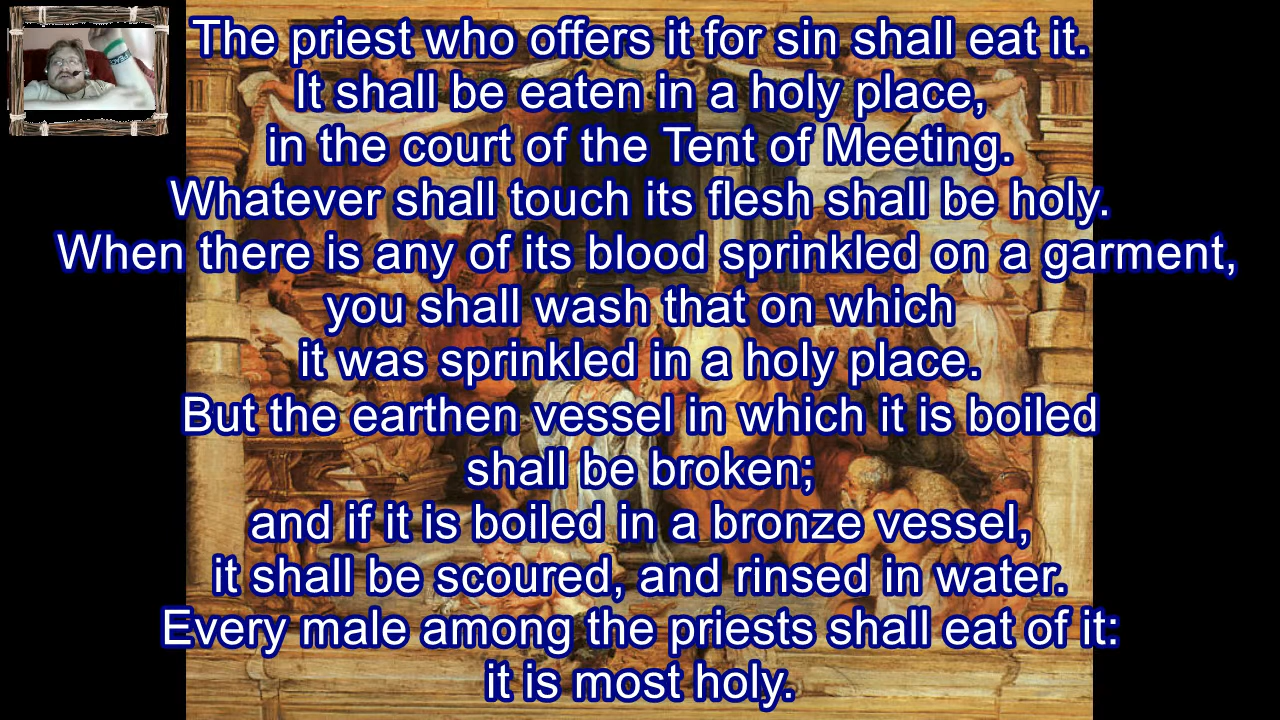 The priest who offers it for sin shall eat it.
It shall be eaten in a holy place,
in the court of the Tent of Meeting.
Whatever shall touch its flesh shall be holy.
When there is any of its blood sprinkled on a garment,
you shall wash that on which
it was sprinkled in a holy place.
But the earthen vessel in which it is boiled
shall be broken;
and if it is boiled in a bronze vessel,
it shall be scoured, and rinsed in water.
Every male among the priests shall eat of it:
it is most holy.